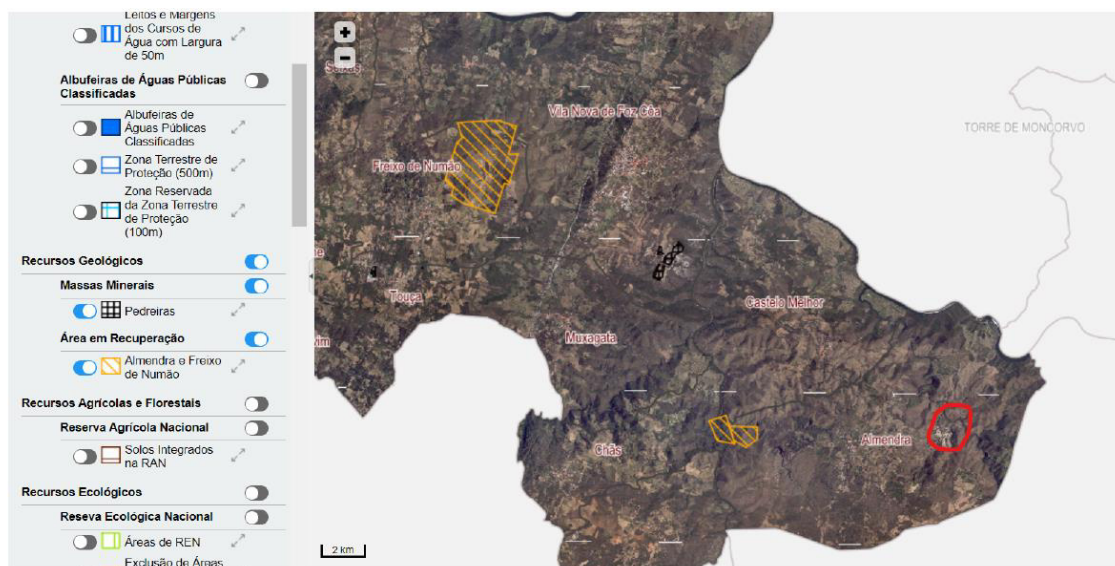 Leitos e Margens
dos Cursos de
Água com Largura
de 50m
Albufeiras de Águas Públicas
Classificadas
Albufeiras de
Águas Públicas
Classificadas
Zona Terrestre de
Proteção (500m)
Zona Reservada
da Zona Terrestre
de Proteção
(100m)
Recursos Geológicos
Massas Minerais
Pedreiras
Área em Recuperação
Almendra e Freixo
de Numão
Recursos Agrícolas e Florestais
Reserva Agrícola Nacional
Solos Integrados
na RAN
Recursos Ecológicos
Reseva Ecológica Nacional
Áreas de REN
Exclusão de Áreas
+
−
Seixas
Vila Nova de Foz Côa
TORRE DE MONCORVO
Freixo de Numão
Touça
Castelo Melhor
Muxagata
Chãs
Almendra
2 km